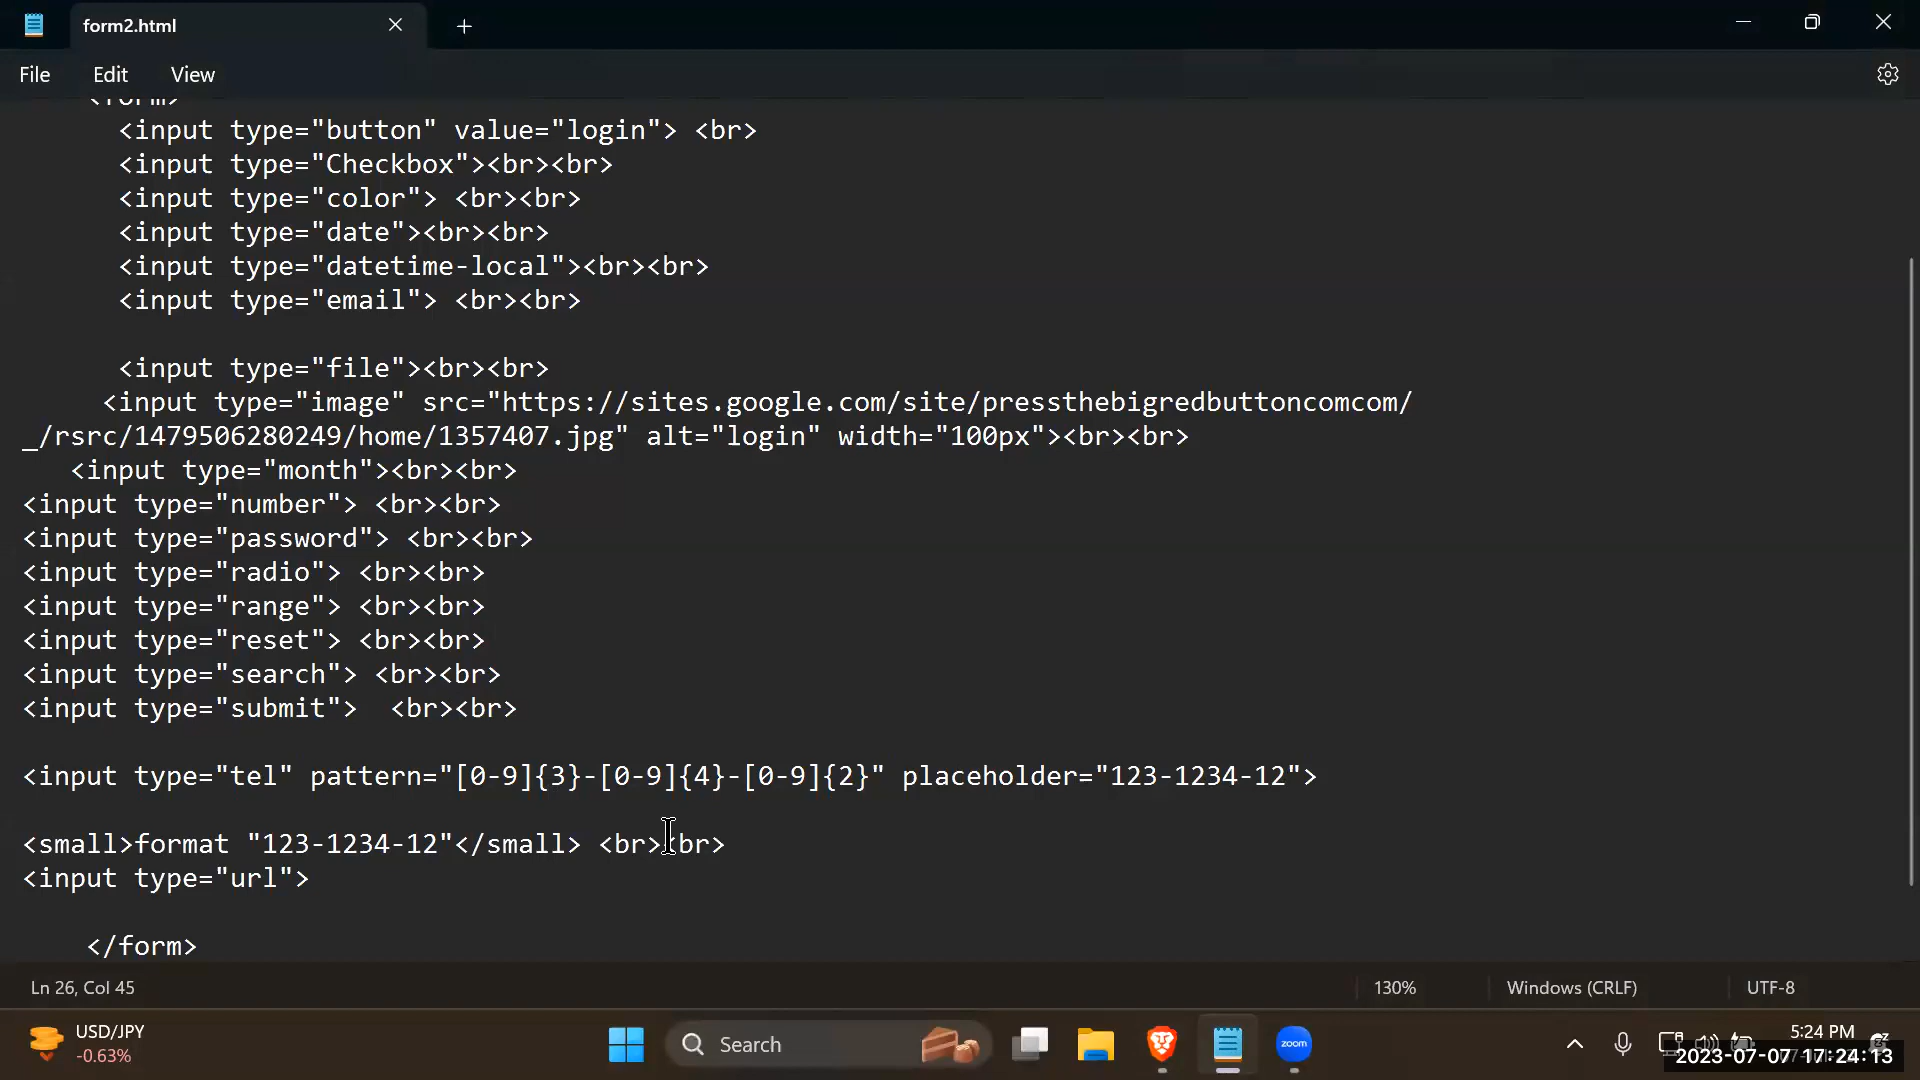 form2.html
File Edit View
<form>
<input type="button" value="login"> <br>
<input type="Checkbox"><br><br>
<input type="color"> <br><br>
<input type="date"><br><br>
<input type="datetime-local"><br><br>
<input type="email"> <br><br>
<input type="file"><br><br>
<input type="image" src="https://sites.google.com/site/pressthebigredbuttoncomcom/
_/rsrc/1479506280249/home/1357407.jpg" alt="login" width="100px"><br><br>
<input type="month"><br><br>
<input type="number"> <br><br>
<input type="password"> <br><br>
<input type="radio"> <br><br>
<input type="range"> <br><br>
<input type="reset"> <br><br>
<input type="search"> <br><br>
<input type="submit">  <br><br>
<input type="tel" pattern="[0-9]{3}-[0-9]{4}-[0-9]{2}" placeholder="123-1234-12">
<small>format "123-1234-12"</small> <br><br>
<input type="url">
</form>
Ln 26, Col 45 130% Windows (CRLF) UTF-8
USD/JPY
-0.63%
Search
zoom
5:24 PM
2023-07-07 17:24:13